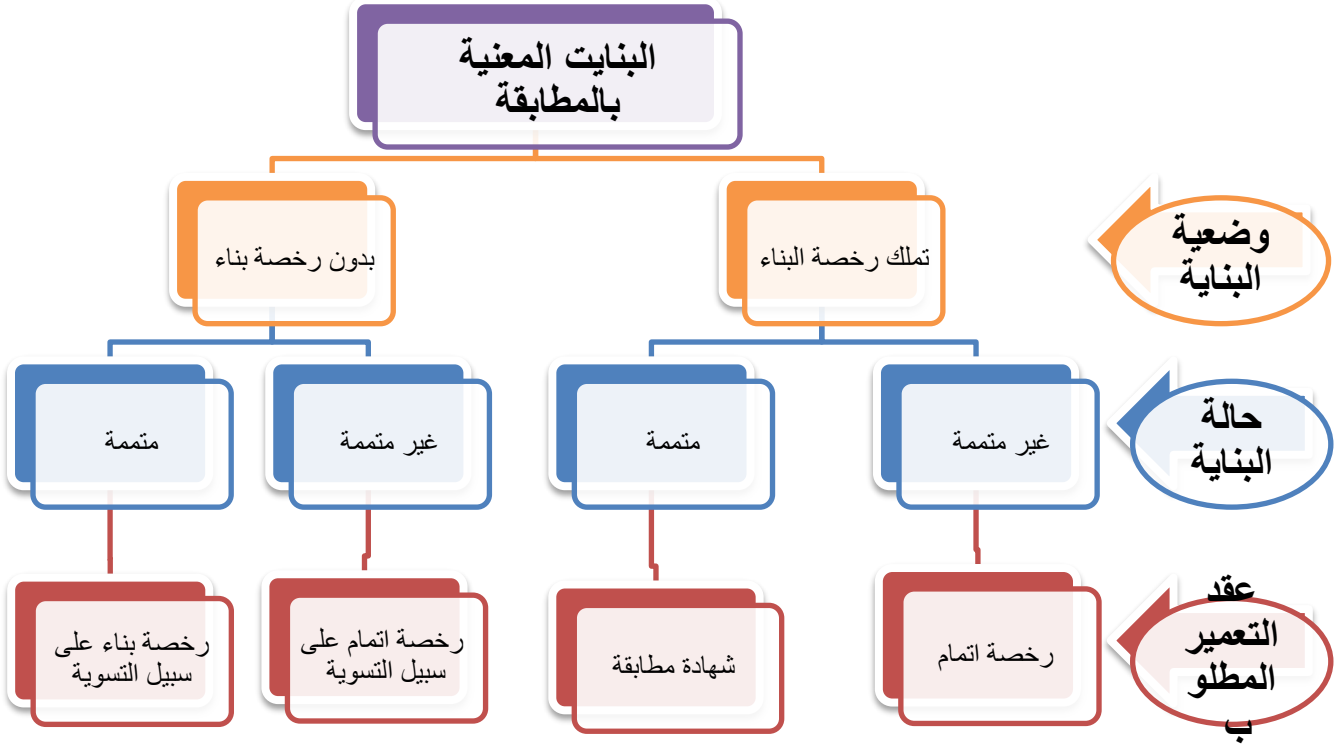 البنايت المعنية
بالمطابقة
وضعية
البناية
تملك رخصة البناء
بدون رخصة بناء
حالة
البناية
غير متممة
متممة
غير متممة
متممة
عقد
التعمير
المطلو
ب
رخصة اتمام
شهادة مطابقة
رخصة اتمام على
سبيل التسوية
رخصة بناء على
سبيل التسوية